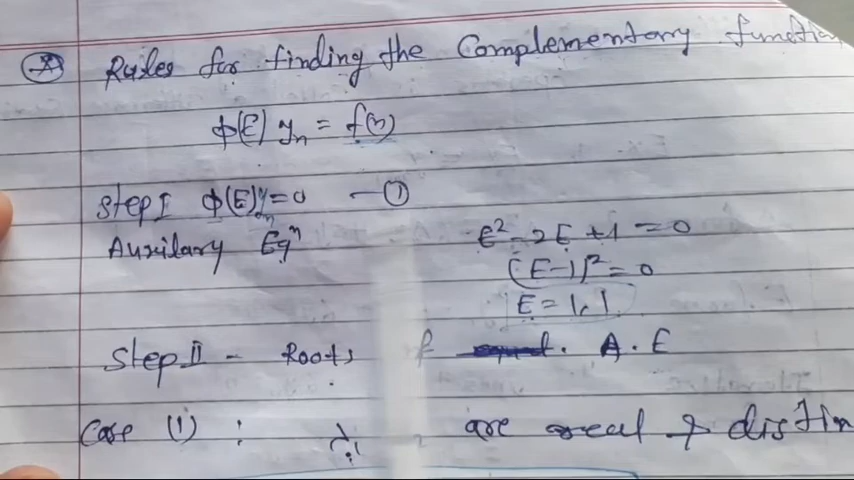 Rules for finding the Complementary
ϕ(E) yn = f(n)
Step I ϕ(E)yn=0 — ①
Auxilary Eqⁿ
E² - 2E + 1 = 0
(E-1)² = 0
E = 1, 1
Step II - Roots f A.E
Case (1) : λ₁ are real & distin